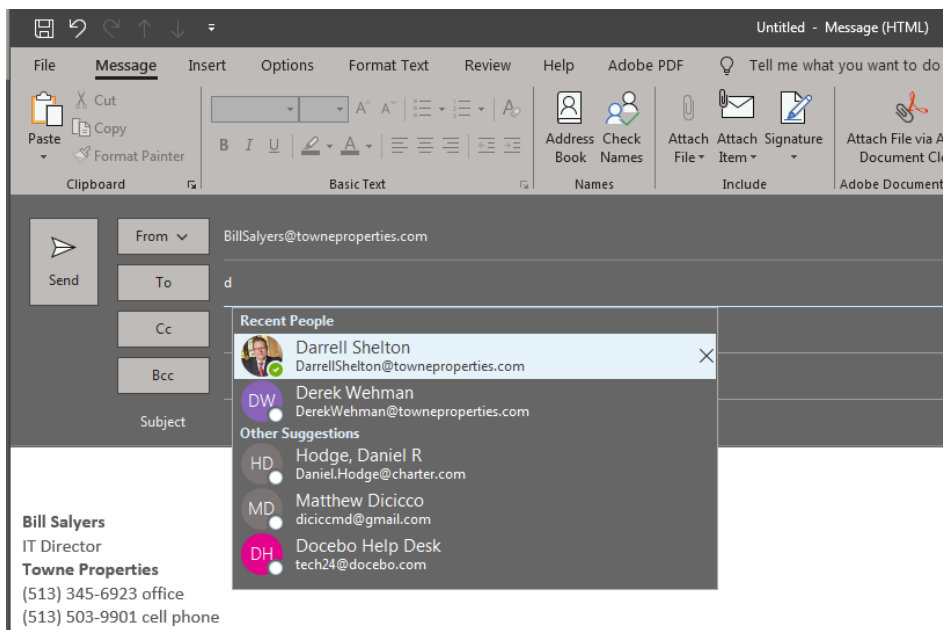 Untitled - Message (HTML)
File Message Insert Options Format Text Review Help Adobe PDF Tell me what you want to do
Paste
Cut
Copy
Format Painter
B I U
Address Book
Check Names
Attach File
Attach Item
Signature
Attach File via
Document
Clipboard
Basic Text
Names
Include
Adobe Document
Send
From
BillSalyers@towneproperties.com
To
d
Cc
Bcc
Subject
Recent People
Darrell Shelton
DarrellShelton@towneproperties.com
DW
Derek Wehman
DerekWehman@towneproperties.com
Other Suggestions
HD
Hodge, Daniel R
Daniel.Hodge@charter.com
MD
Matthew Dicicco
diciccmd@gmail.com
DH
Docebo Help Desk
tech24@docebo.com
Bill Salyers
IT Director
Towne Properties
(513) 345-6923 office
(513) 503-9901 cell phone